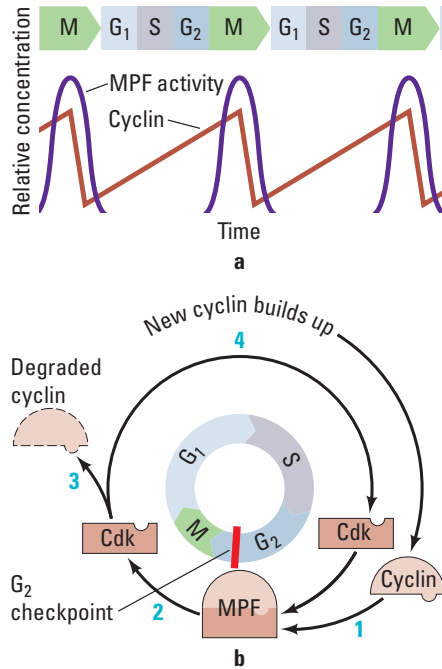 M G₁ S G₂ M G₁ S G₂ M
Relative concentration
MPF activity
Cyclin
Time
a
New cyclin builds up
4
Degraded
cyclin
3
G₁
S
M
G₂
Cdk
Cdk
Cyclin
G₂
checkpoint
2
MPF
1
b